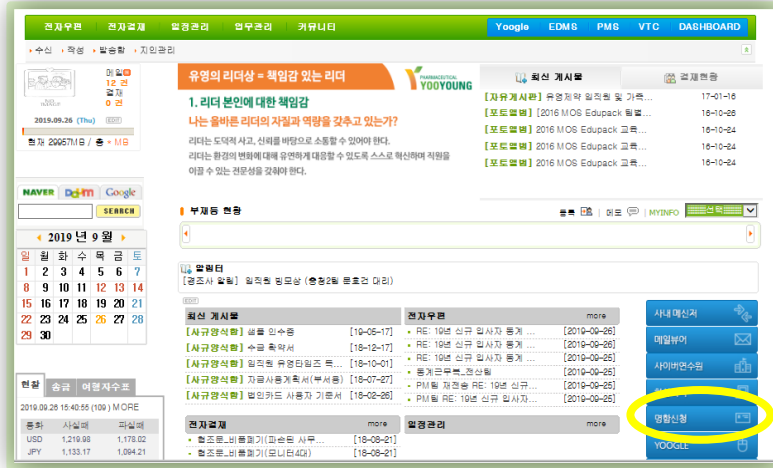 전자우편 전자결재 일정관리 업무관리 커뮤니티 Yoogle EDMS PMS VTC DASHBOARD
수신 작성 발송함 지인관리
메일
12 건
결재
0 건
2019.09.26 (Thu) EDIT
현재 29957MB / 총 * MB
유영의 리더상 = 책임감 있는 리더
PHARMACEUTICAL
YOOYOUNG
1. 리더 본인에 대한 책임감
나는 올바른 리더의 자질과 역량을 갖추고 있는가?
리더는 도덕적 사고, 신뢰를 바탕으로 소통할 수 있어야 한다.
리더는 환경의 변화에 대해 유연하게 대응할 수 있도록 스스로 혁신하며 직원을
이끌 수 있는 전문성을 갖춰야 한다.
최신 게시물 결재현황
[자유게시판] 유영제약 임직원 및 가족... 17-01-16
[포토앨범] [2016 MOS Edupack 팀별... 16-10-26
[포토앨범] 2016 MOS Edupack 교육... 16-10-24
[포토앨범] 2016 MOS Edupack 교육... 16-10-24
[포토앨범] 2016 MOS Edupack 교육... 16-10-24
NAVER Daum Google
SEARCH
부재등 현황 등록 | 메모 | MYINFO 선택
2019 년 9 월
일 월 화 수 목 금 토
1 2 3 4 5 6 7
8 9 10 11 12 13 14
15 16 17 18 19 20 21
22 23 24 25 26 27 28
29 30
알림터
[경조사 알림] 임직원 빙모상 (충청2팀 문호건 대리)
EDIT
최신 게시물
[사규양식함] 샘플 인수증 [19-05-17]
[사규양식함] 수금 확약서 [18-12-17]
[사규양식함] 임직원 유영타임즈 독... [18-10-01]
[사규양식함] 자금사용계획서(부서용) [18-07-27]
[사규양식함] 법인카드 사용자 기준서 [18-02-26]
전자우편 more
RE: 19년 신규 입사자 통계 ... [2019-09-26]
RE: 19년 신규 입사자 통계 ... [2019-09-26]
RE: 19년 신규 입사자 통계 ... [2019-09-25]
통계근무복_전산팀 [2019-09-25]
PM팀 재전송 RE: 19년 신규... [2019-09-25]
PM팀 RE: 19년 신규 입사자... [2019-09-25]
사내 메신저
메일뷰어
사이버연수원
명함신청
YOOGLE
환율 송금 여행자수표
2019.09.26 15:40:55 (109) MORE
통화 사실때 파실때
USD 1,219.98 1,178.02
JPY 1,133.17 1,094.21
전자결재 more
협조문_비품폐기(파손된 사무... [18-08-21]
협조문_비품폐기(모니터4대) [18-08-21]
일정관리 more